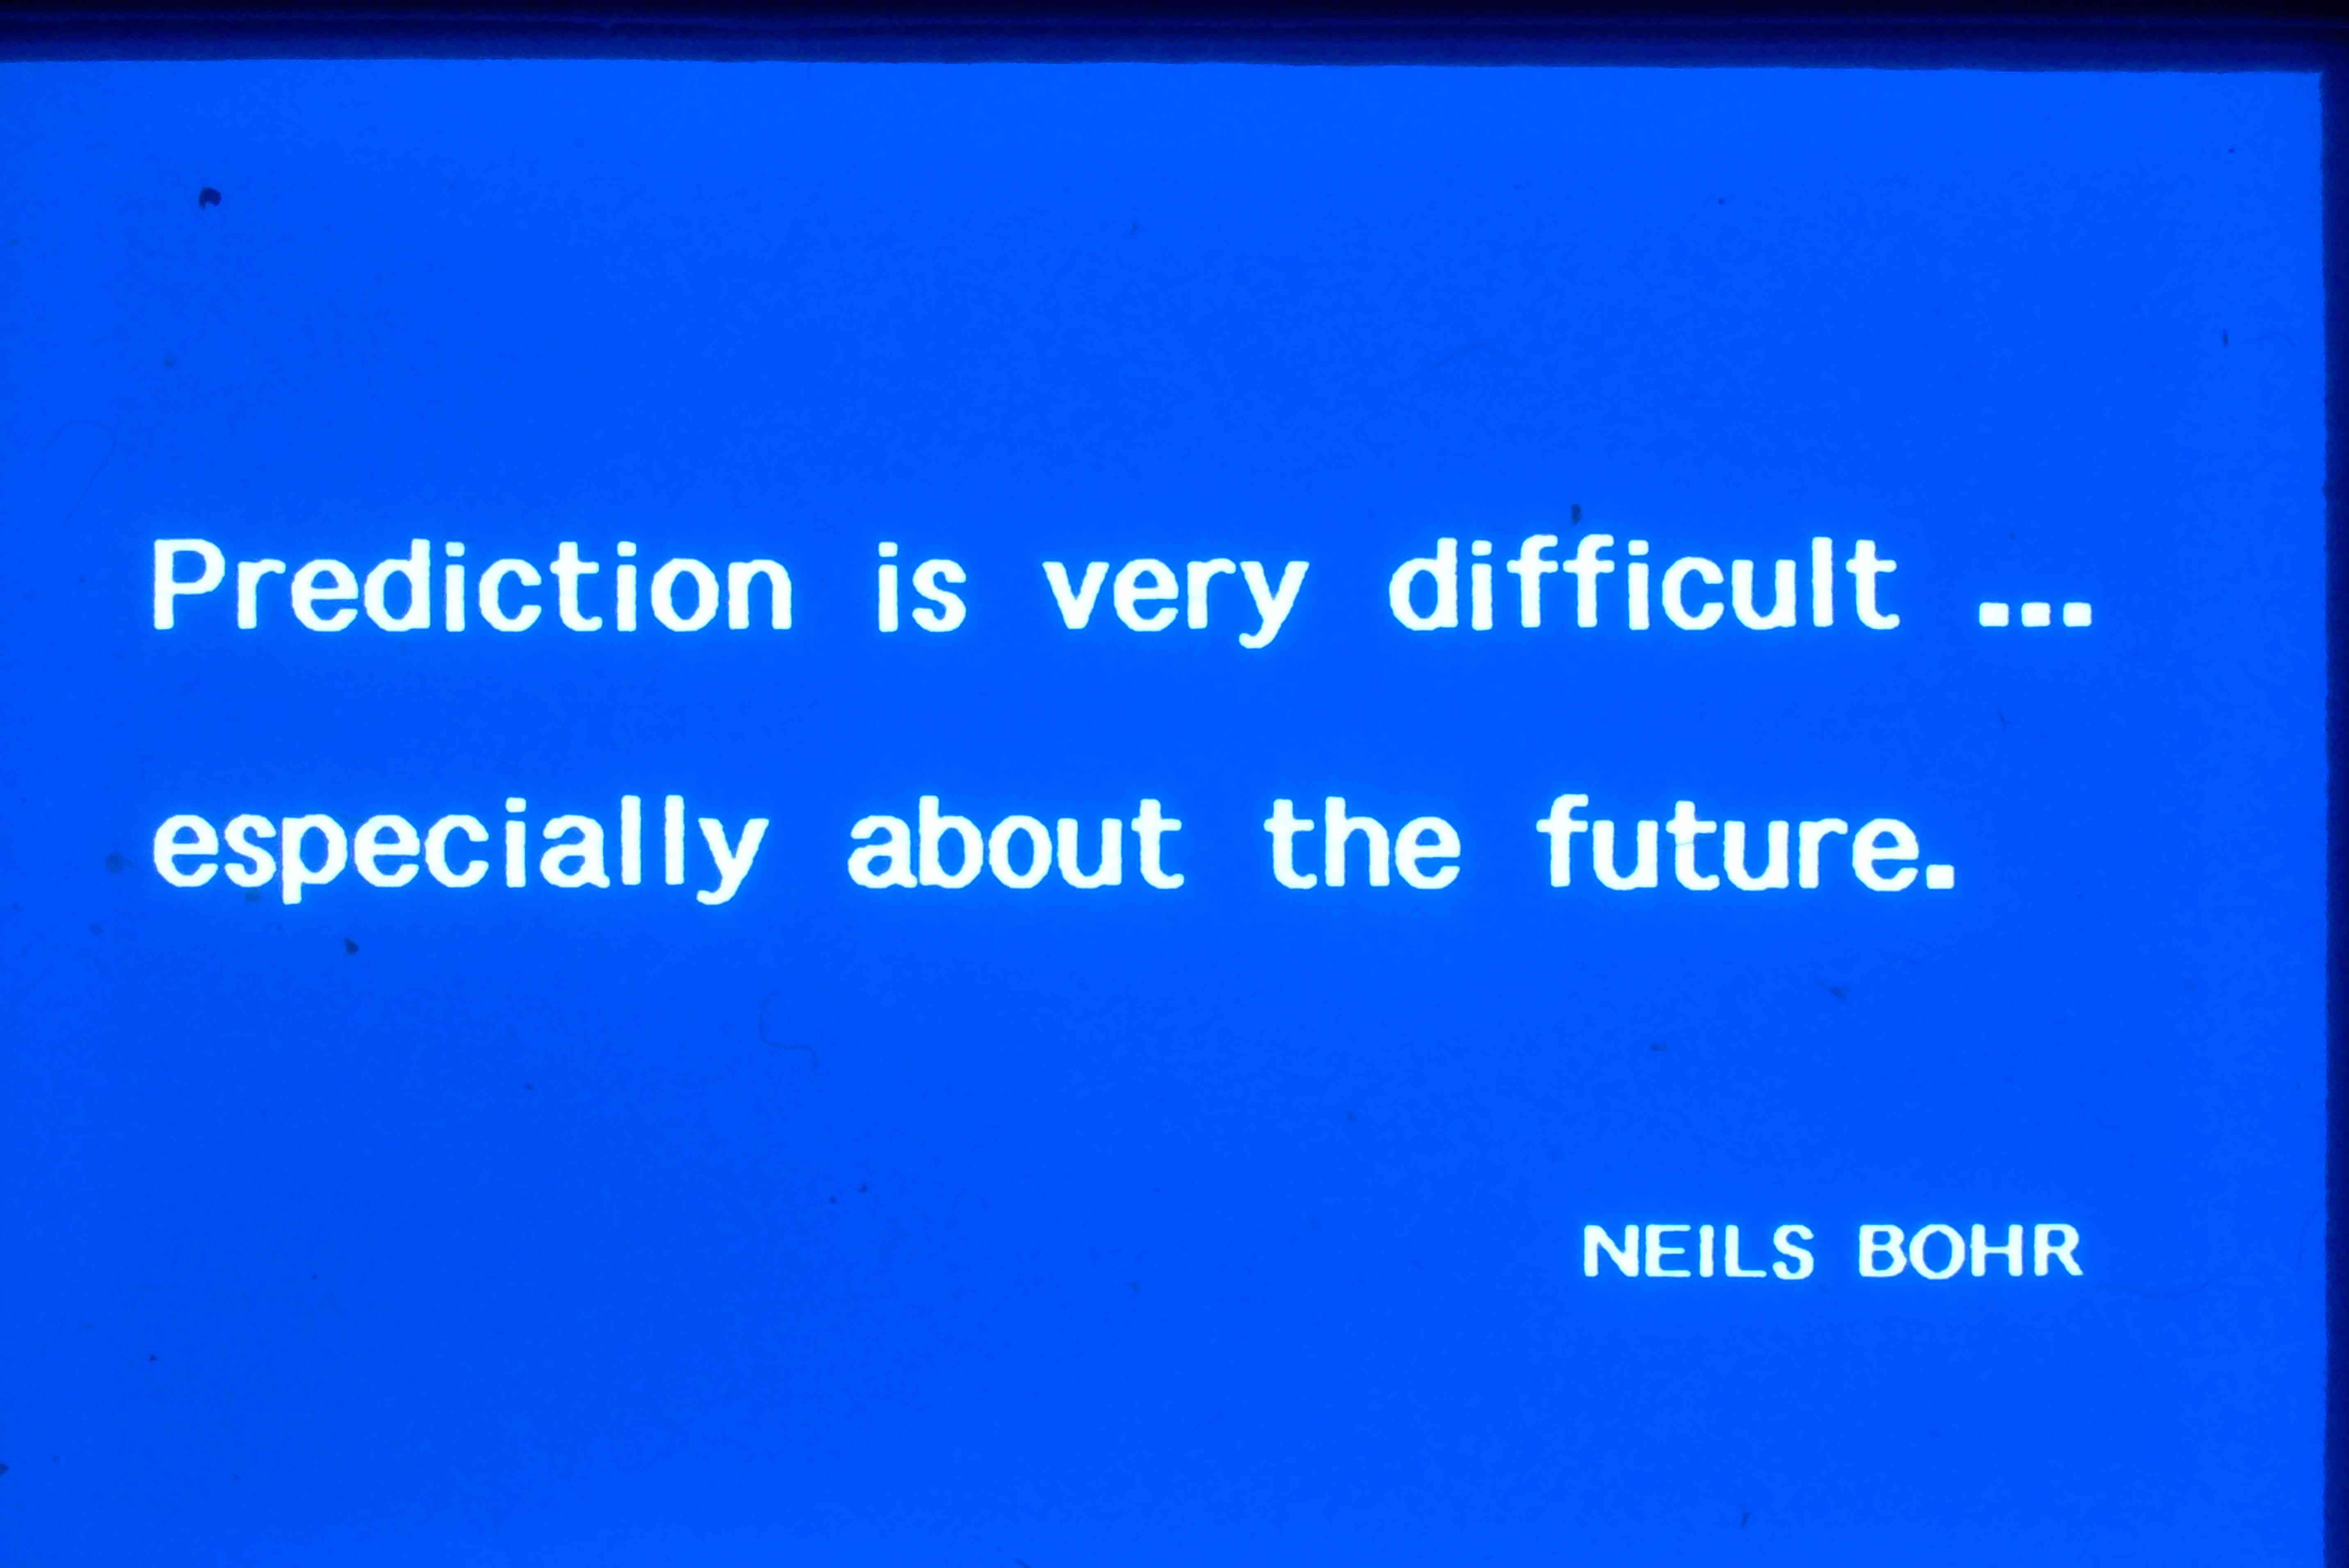 Prediction is very difficult ...
especially about the future.
NEILS BOHR